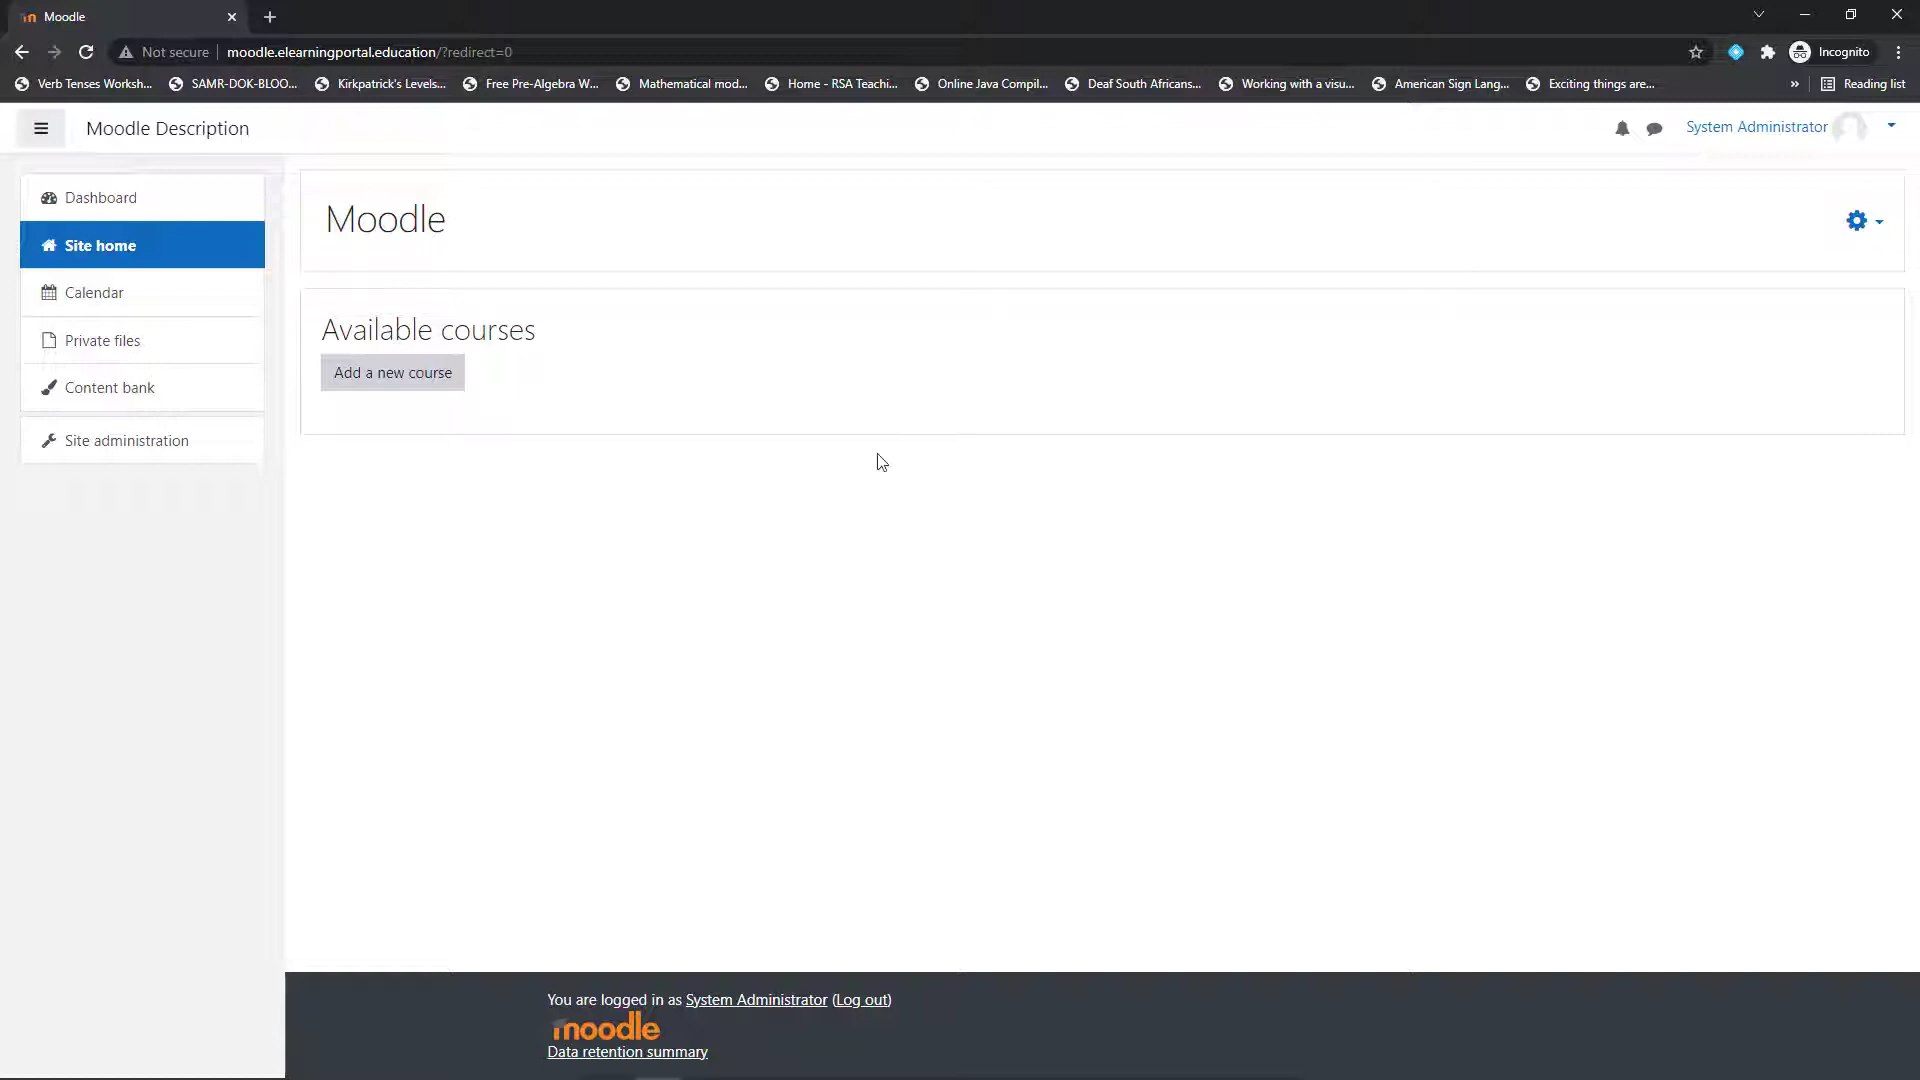 Moodle
Not secure
moodle.elearningportal.education/?redirect=0
Incognito
Verb Tenses Worksh...
SAMR-DOK-BLOO...
Kirkpatrick's Levels...
Free Pre-Algebra W...
Mathematical mod...
Home - RSA Teachi...
Online Java Compil...
Deaf South Africans...
Working with a visu...
American Sign Lang...
Exciting things are...
»
Reading list
Moodle Description
System Administrator
Dashboard
Site home
Calendar
Private files
Content bank
Site administration
Moodle
Available courses
Add a new course
You are logged in as System Administrator (Log out)
moodle
Data retention summary